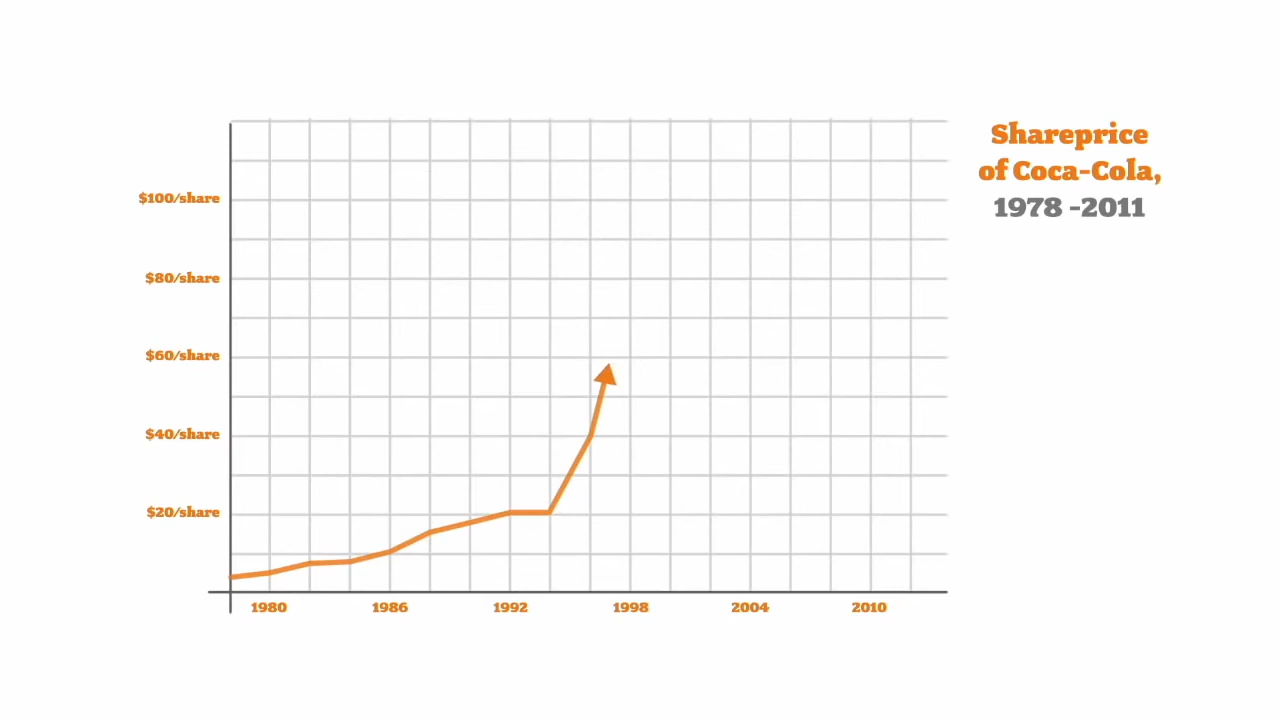 Shareprice
of Coca-Cola,
1978 -2011
$100/share
$80/share
$60/share
$40/share
$20/share
1980 1986 1992 1998 2004 2010